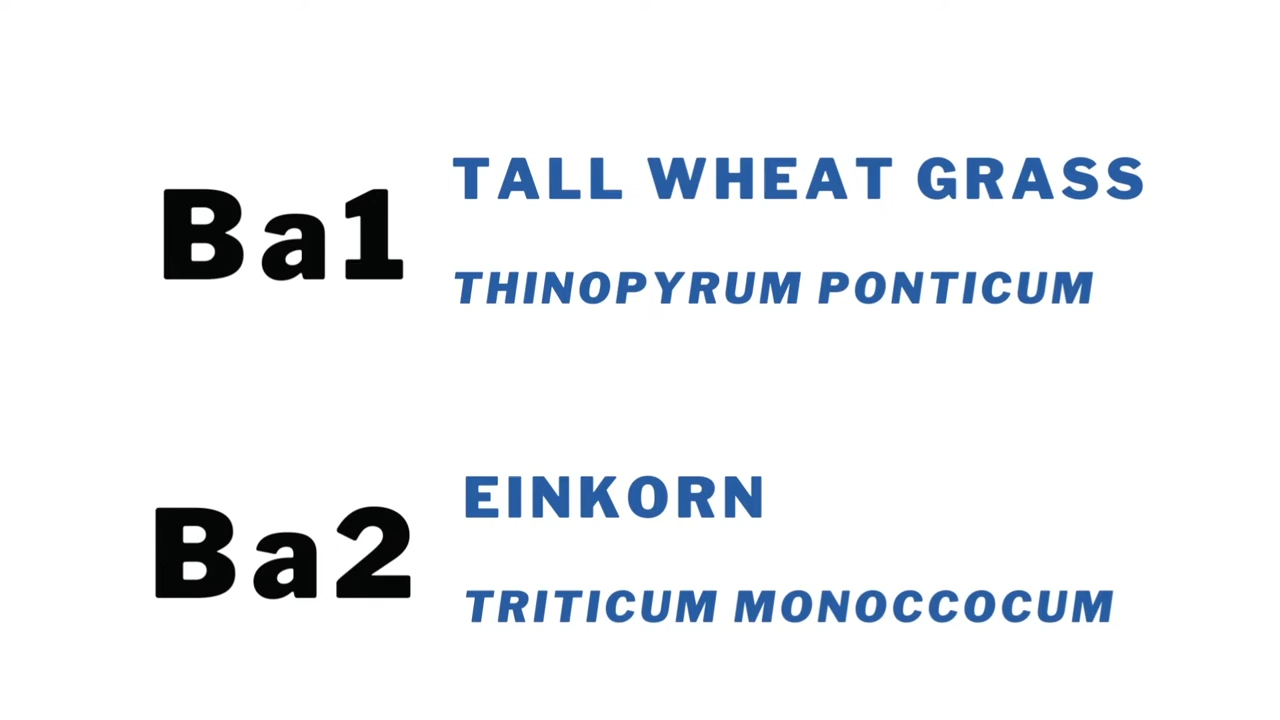 Ba1
TALL WHEAT GRASS
THINOPYRUM PONTICUM
Ba2
EINKORN
TRITICUM MONOCCOCUM